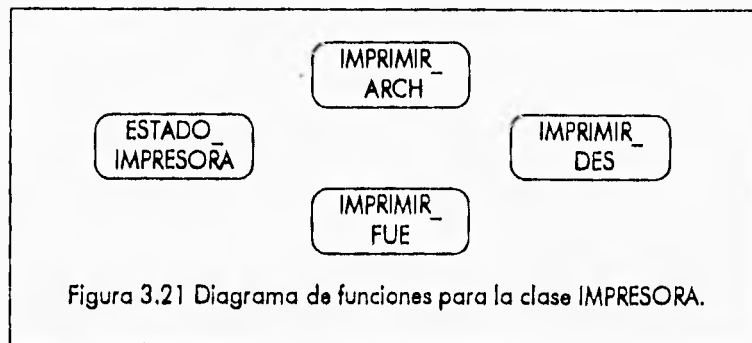 IMPRIMIR_
ARCH
ESTADO_
IMPRESORA
IMPRIMIR_
DES
IMPRIMIR_
FUE
Figura 3.21 Diagrama de funciones para la clase IMPRESORA.